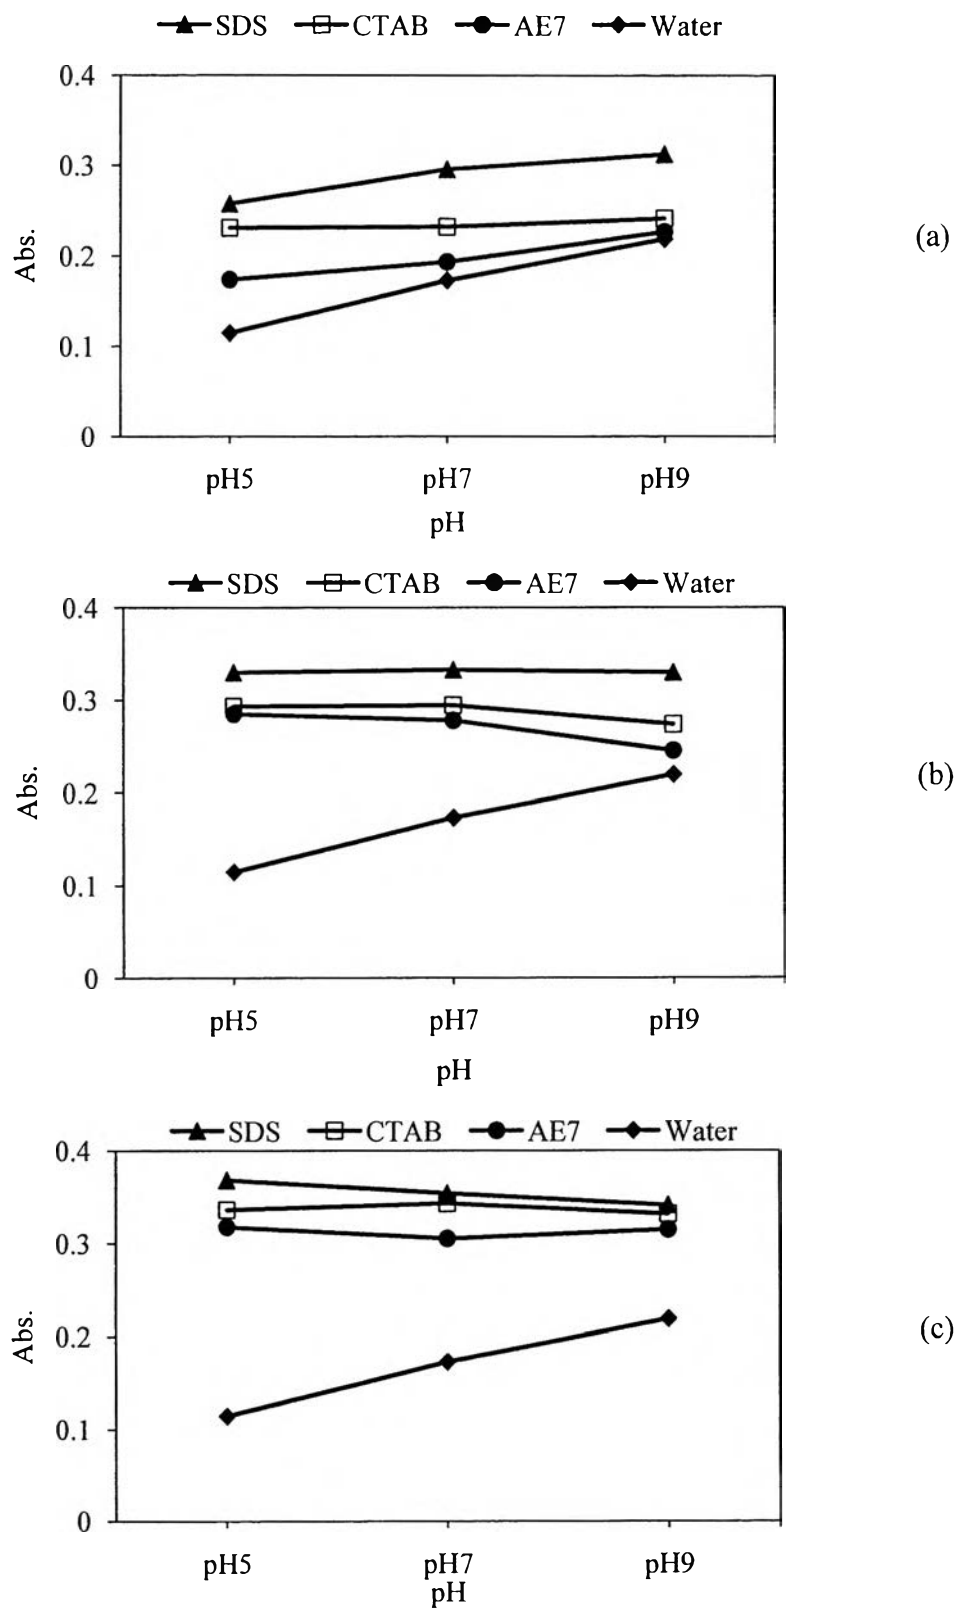 SDS CTAB AE7 Water
0.4
0.3
0.2
0.1
0
Abs.
pH5 pH7 pH9
pH
(a)
SDS CTAB AE7 Water
0.4
0.3
0.2
0.1
0
Abs.
pH5 pH7 pH9
pH
(b)
SDS CTAB AE7 Water
0.4
0.3
0.2
0.1
0
Abs.
pH5 pH7 pH9
pH
(c)